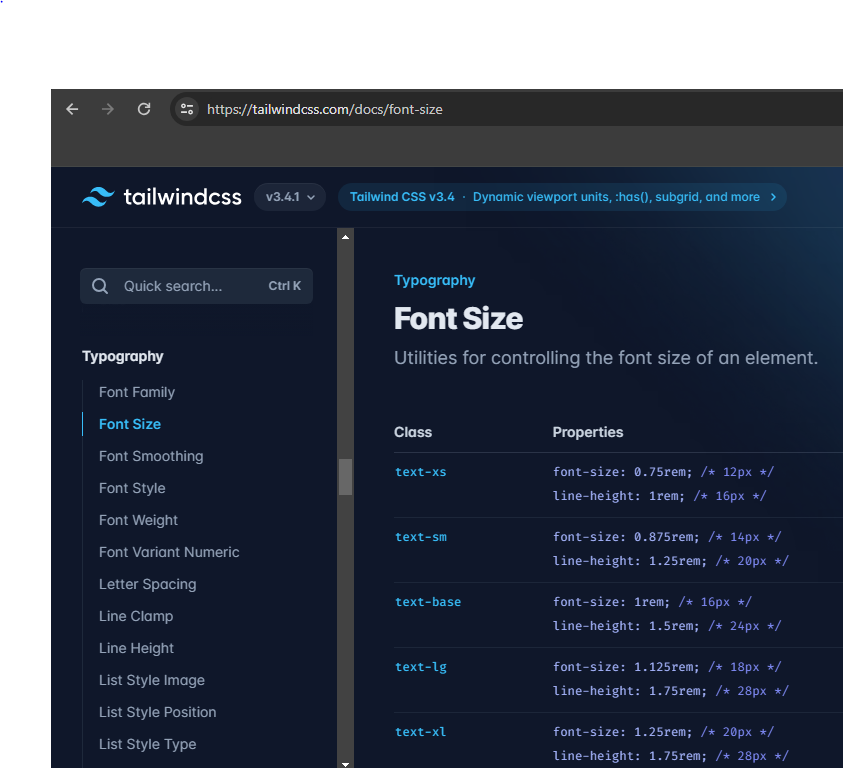 https://tailwindcss.com/docs/font-size
tailwindcss
v3.4.1
Tailwind CSS v3.4 · Dynamic viewport units, :has(), subgrid, and more
Quick search...
Ctrl K
Typography
Font Family
Font Size
Font Smoothing
Font Style
Font Weight
Font Variant Numeric
Letter Spacing
Line Clamp
Line Height
List Style Image
List Style Position
List Style Type
Typography
Font Size
Utilities for controlling the font size of an element.
Class Properties
text-xs font-size: 0.75rem; /* 12px */
line-height: 1rem; /* 16px */
text-sm font-size: 0.875rem; /* 14px */
line-height: 1.25rem; /* 20px */
text-base font-size: 1rem; /* 16px */
line-height: 1.5rem; /* 24px */
text-lg font-size: 1.125rem; /* 18px */
line-height: 1.75rem; /* 28px */
text-xl font-size: 1.25rem; /* 20px */
line-height: 1.75rem; /* 28px */